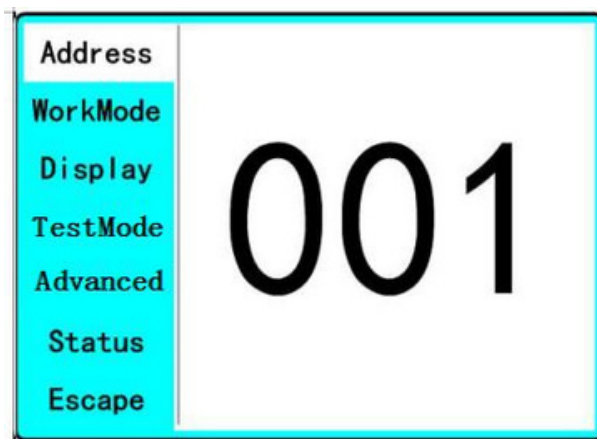 Address
WorkMode
Display
TestMode
Advanced
Status
Escape
001